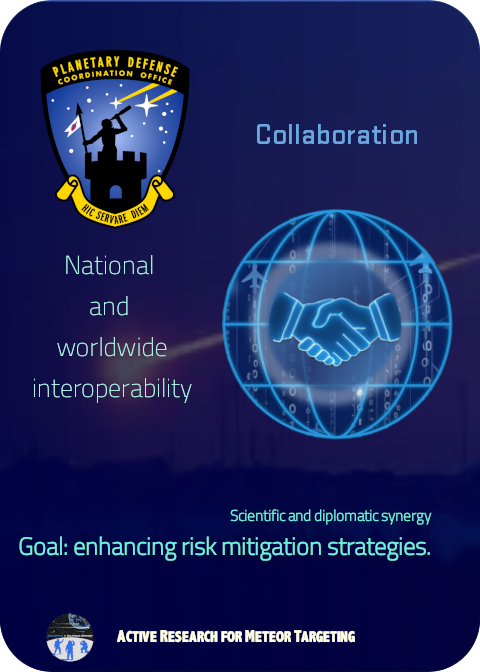 PLANETARY DEFENSE
COORDINATION OFFICE
HIC SERVARE DIEM
Collaboration
National
and
worldwide
interoperability
Scientific and diplomatic synergy
Goal: enhancing risk mitigation strategies.
ACTIVE RESEARCH FOR METEOR TARGETING